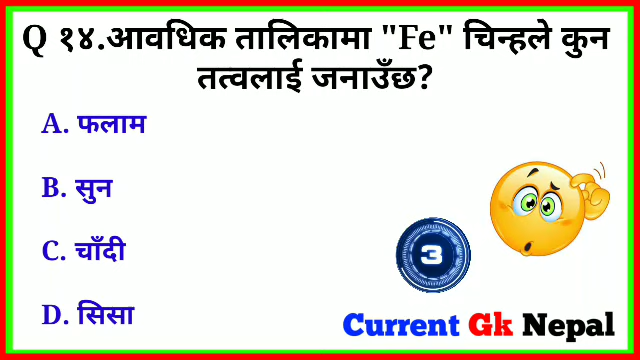 Q १४.आवधिक तालिकामा "Fe" चिन्हले कुन
तत्वलाई जनाउँछ?
A. फलाम
B. सुन
C. चाँदी
D. सिसा
3
Current Gk Nepal